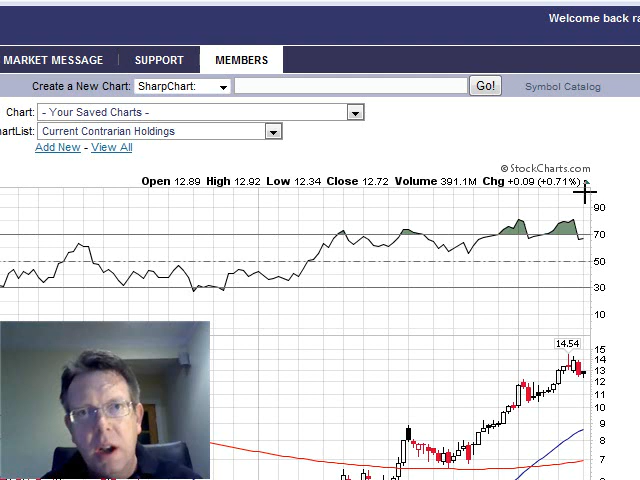 Welcome back
MARKET MESSAGE SUPPORT MEMBERS
Create a New Chart: SharpChart: Go! Symbol Catalog
Chart: - Your Saved Charts -
Current Contrarian Holdings
Add New - View All
© StockCharts.com
Open 12.89 High 12.92 Low 12.34 Close 12.72 Volume 391.1M Chg +0.09 (+0.71%)
90
70
50
30
10
14.54
15
14
13
12
11
10
9
8
7
6